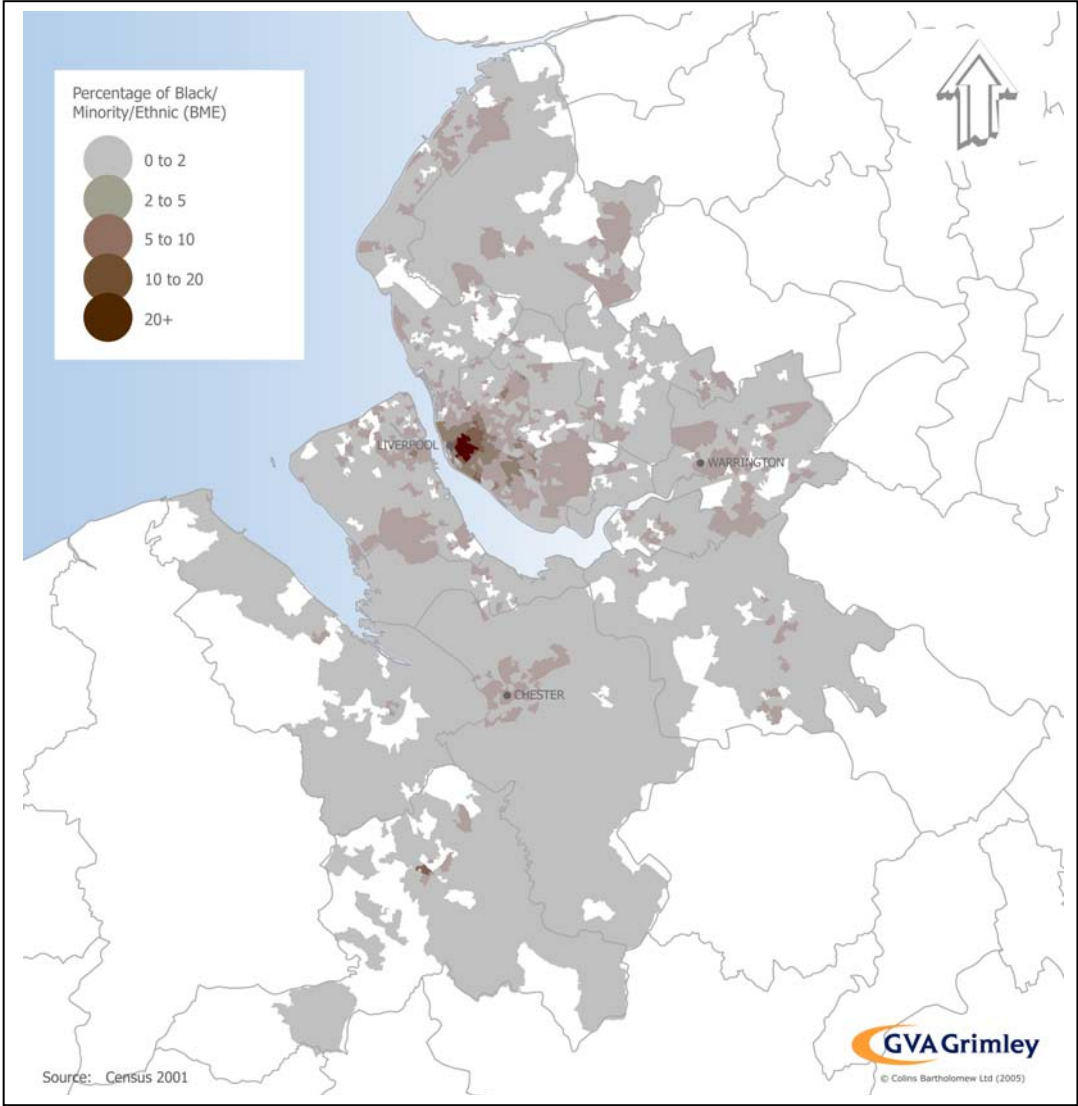 Percentage of Black/
Minority/Ethnic (BME)
0 to 2
2 to 5
5 to 10
10 to 20
20+
LIVERPOOL
WARRINGTON
CHESTER
GVA Grimley
Source: Census 2001
© Colins Bartholomew Ltd (2005)